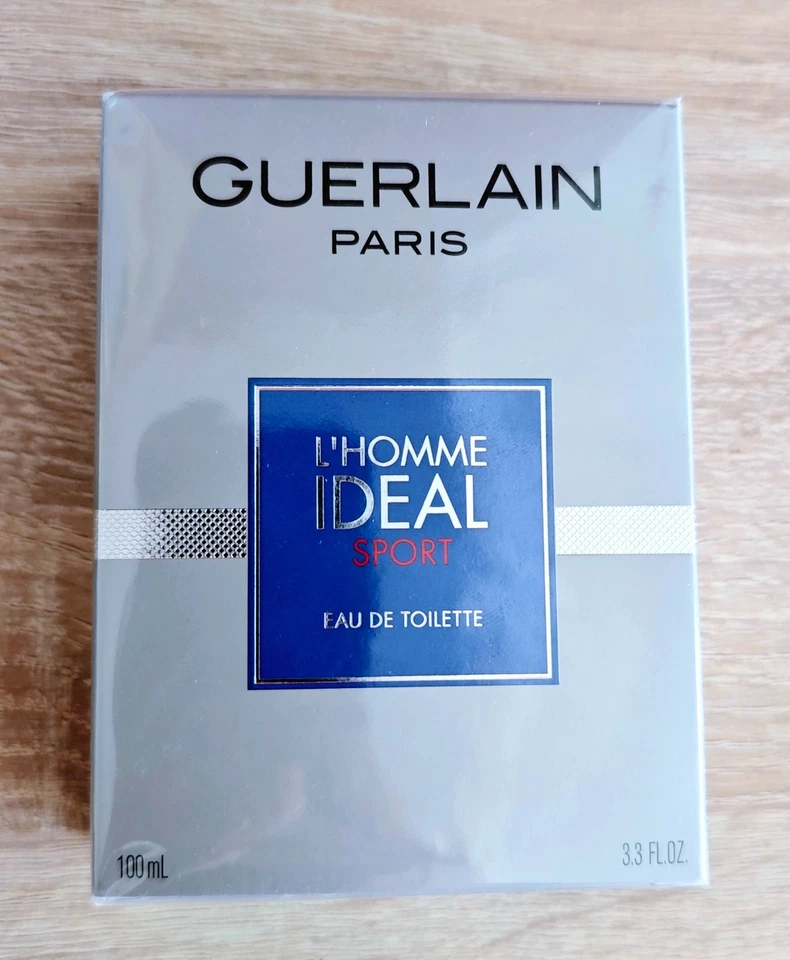 GUERLAIN
PARIS
L'HOMME
IDEAL
SPORT
EAU DE TOILETTE
100 mL
3.3 FL.OZ.